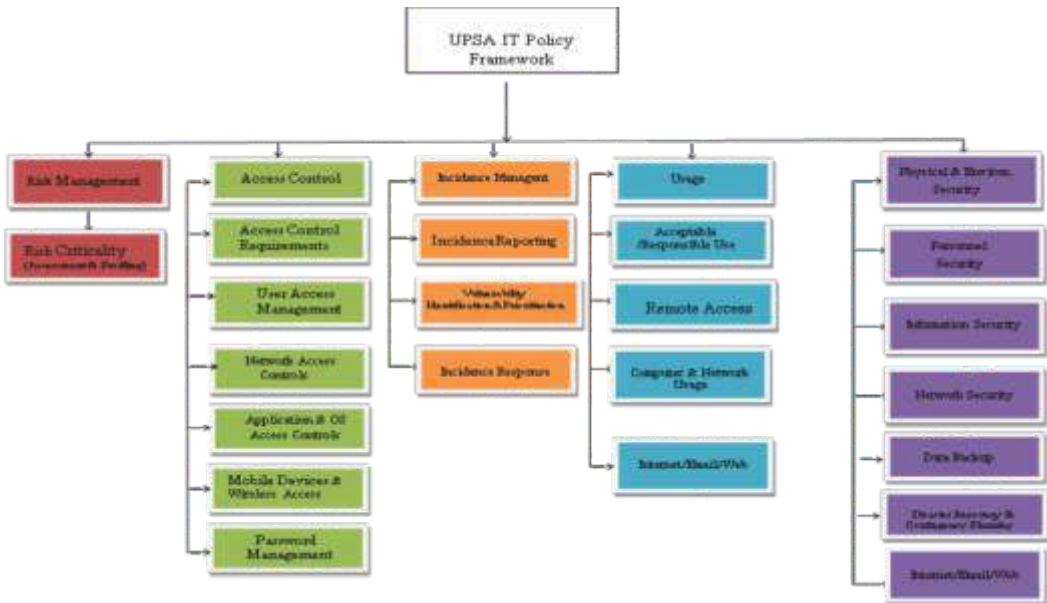 UPSA IT Policy
Framework
Risk Management
Risk Criticality
(Assessment & Profiling)
Access Control
Access Control
Requirements
User Access
Management
Network Access
Controls
Application & OS
Access Controls
Mobile Devices &
Wireless Access
Password
Management
Incidence Reporting
Incidence Response
Usage
Acceptable
/Responsible Use
Remote Access
Computer & Network
Usage
Internet/Email/Web
Physical &
Security
Personnel
Security
Information Security
Network Security
Data Backup
Internet/Email/Web